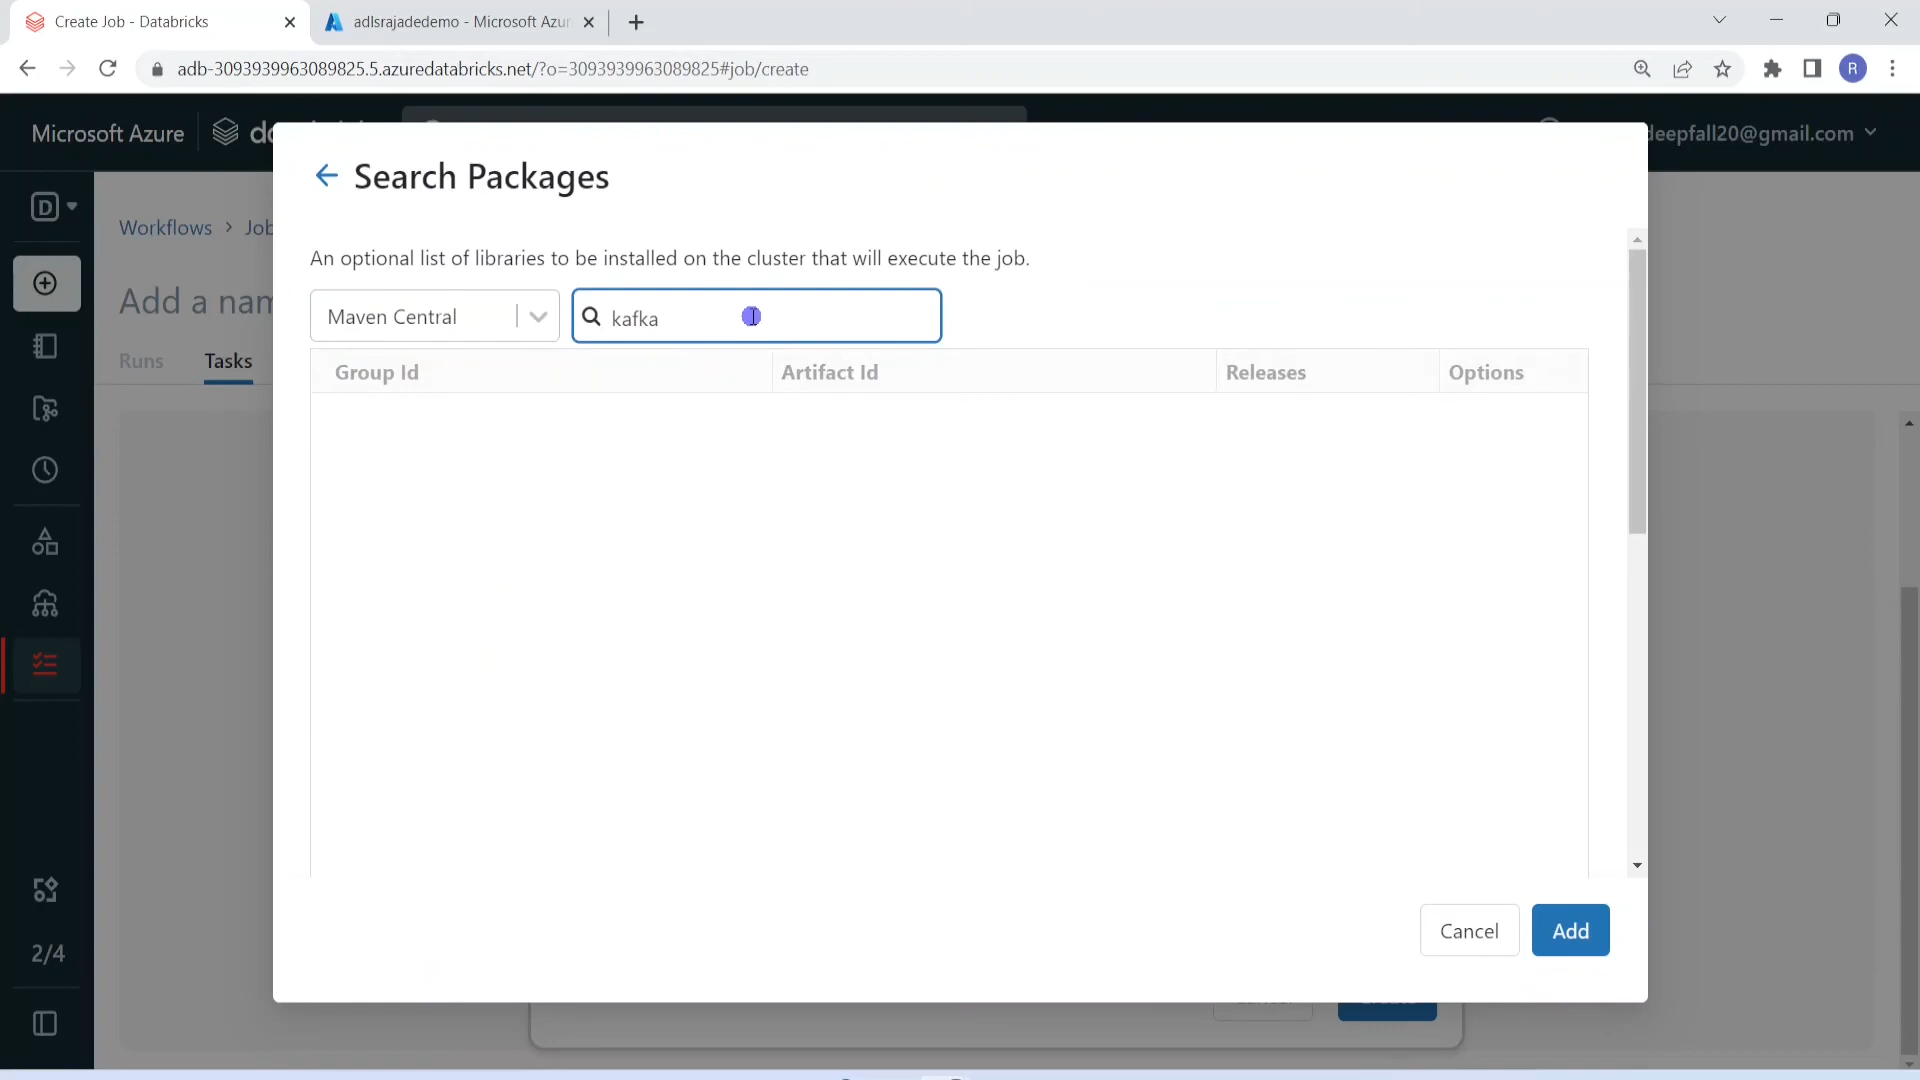 Create Job - Databricks
adlsrajadedemo - Microsoft Azur
adb-3093939963089825.5.azuredatabricks.net/?o=3093939963089825#job/create
R
Microsoft Azure
deepfall20@gmail.com
Search Packages
D
Workflows > Job
An optional list of libraries to be installed on the cluster that will execute the job.
Add a nam
Maven Central
kafka
Runs
Tasks
Group Id
Artifact Id
Releases
Options
Cancel
Add
2/4